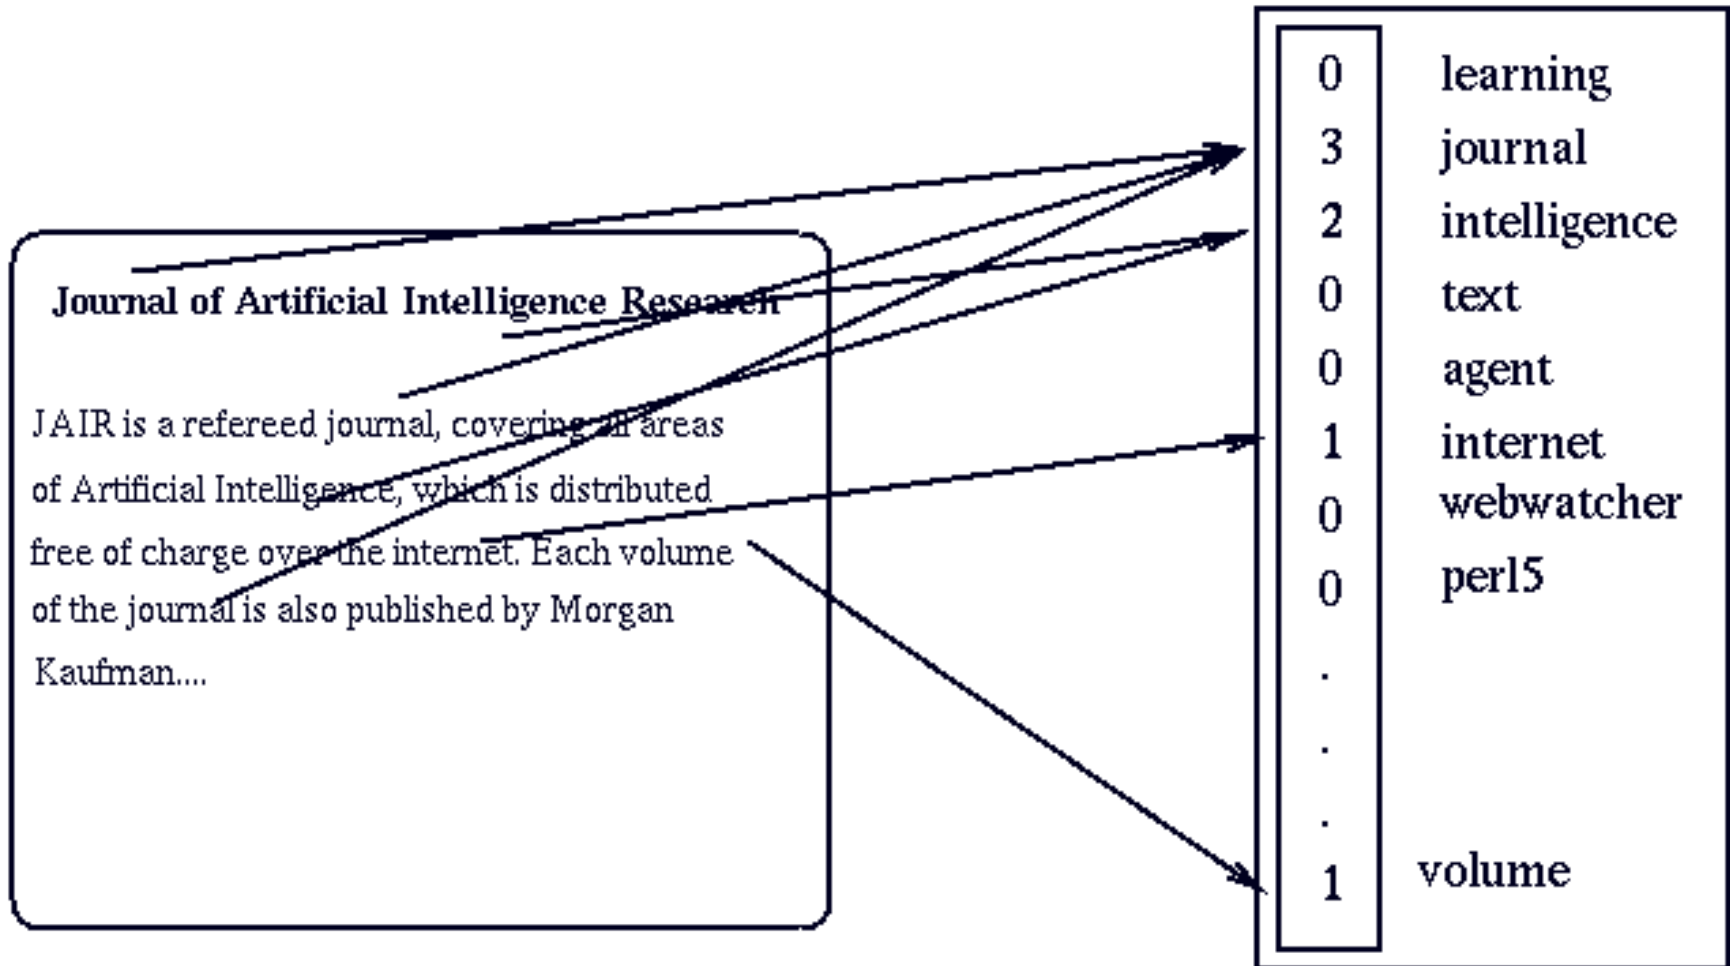 Journal of Artificial Intelligence Research
JAIR is a refereed journal, covering all areas
of Artificial Intelligence, which is distributed
free of charge over the internet. Each volume
of the journal is also published by Morgan
Kaufman....
0 learning
3 journal
2 intelligence
0 text
0 agent
1 internet
0 webwatcher
0 perl5
.
.
.
1 volume